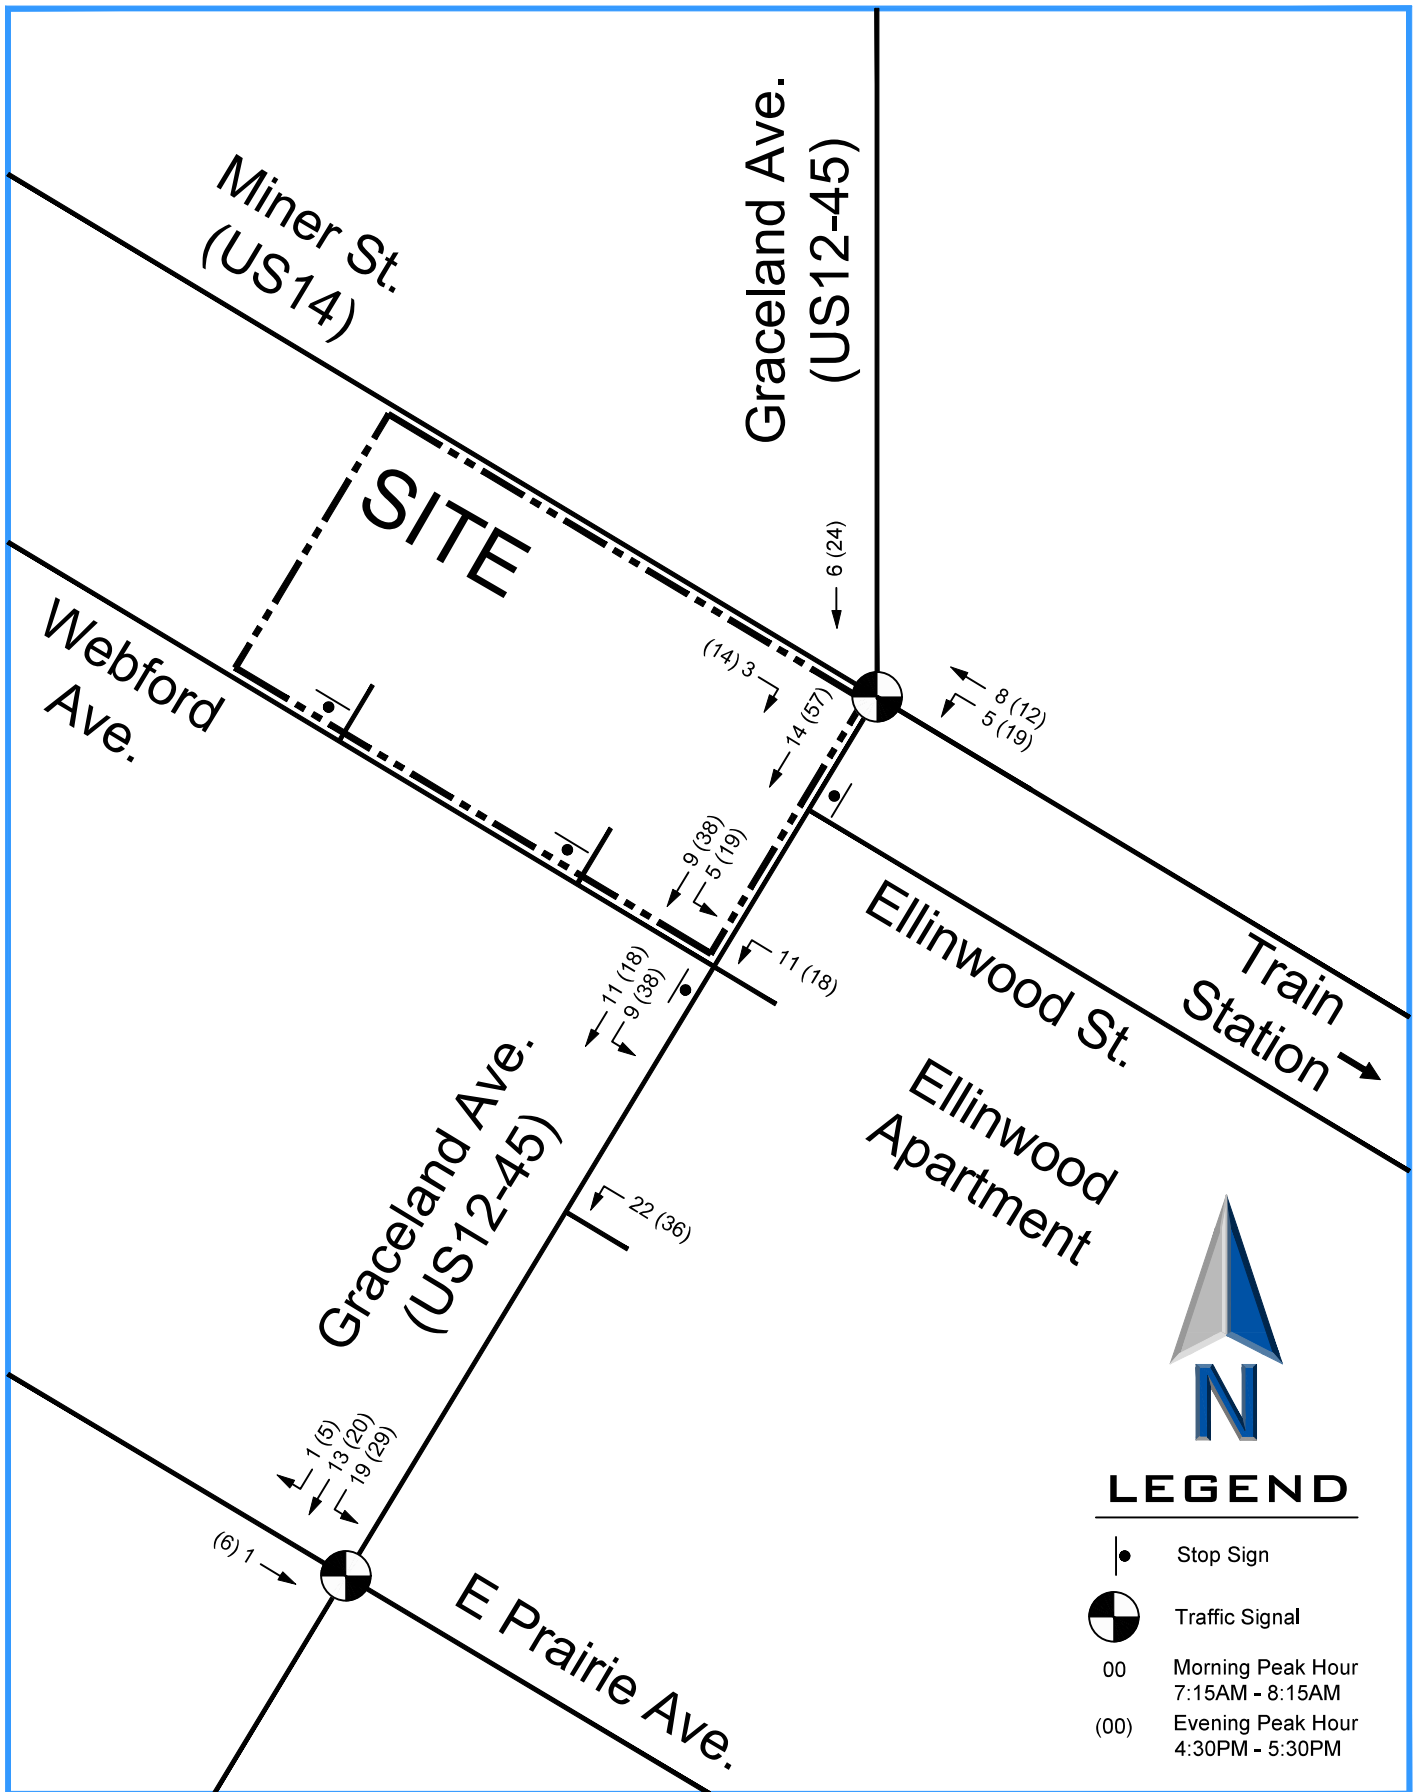 Graceland Ave.
(US12-45)
Miner St.
(US14)
SITE
6 (24)
(14) 3
14 (57)
8 (12)
5 (19)
Webford
Ave.
9 (38)
5 (19)
11 (18)
11 (18)
9 (38)
Ellinwood St.
Train
Station
Ellinwood
Apartment
Graceland Ave.
(US12-45)
22 (36)
1 (5)
13 (20)
19 (29)
(6) 1
E Prairie Ave.
N
LEGEND
Stop Sign
Traffic Signal
00 Morning Peak Hour
7:15AM - 8:15AM
(00) Evening Peak Hour
4:30PM - 5:30PM